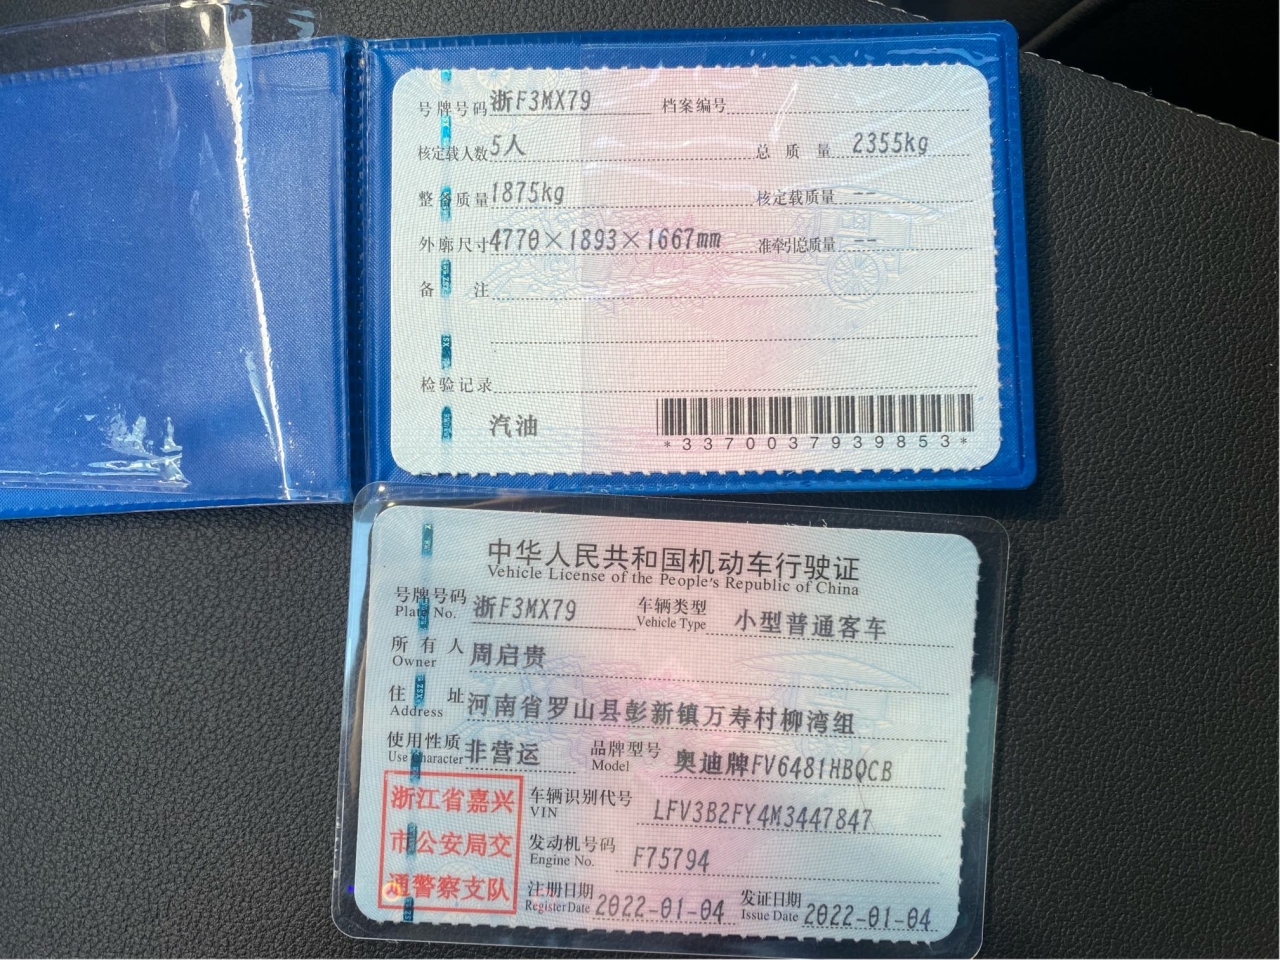 号牌号码 浙F3MX79 档案编号
核定载人数 5人 总质量 2355kg
整备质量 1875kg 核定载质量 --
外廓尺寸 4770×1893×1667mm 准牵引总质量 --
备注
检验记录
汽油
*3370037939853*
中华人民共和国机动车行驶证
Vehicle License of the People's Republic of China
号牌号码 浙F3MX79 车辆类型 小型普通客车
Plate No. Vehicle Type
所有人 周启贵
Owner
住址 河南省罗山县彭新镇万寿村柳湾组
Address
使用性质 非营运 品牌型号 奥迪牌FV6481HBQCB
Use Character Model
浙江省嘉兴
市公安局交
通警察支队
车辆识别代号 LFV3B2FY4M3447847
VIN
发动机号码 F75794
Engine No.
注册日期 2022-01-04 发证日期 2022-01-04
Register Date Issue Date